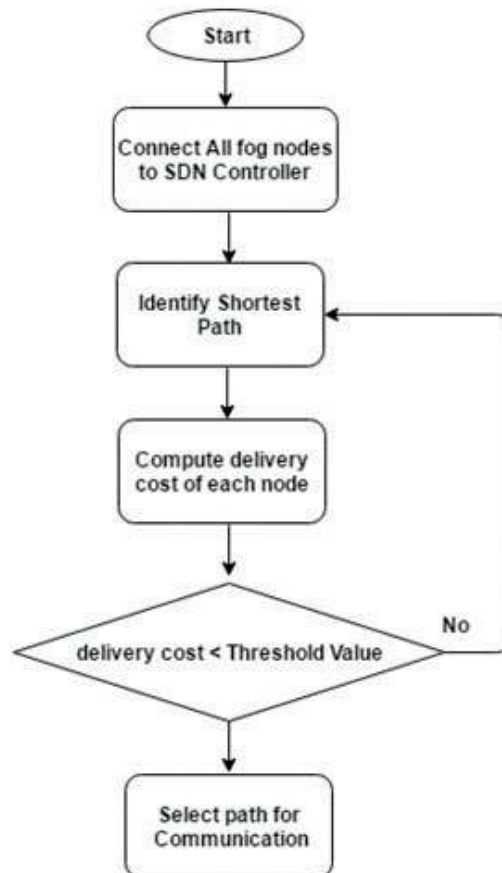 Start
Connect All fog nodes
to SDN Controller
Identify Shortest
Path
Compute delivery
cost of each node
delivery cost < Threshold Value
No
Select path for
Communication